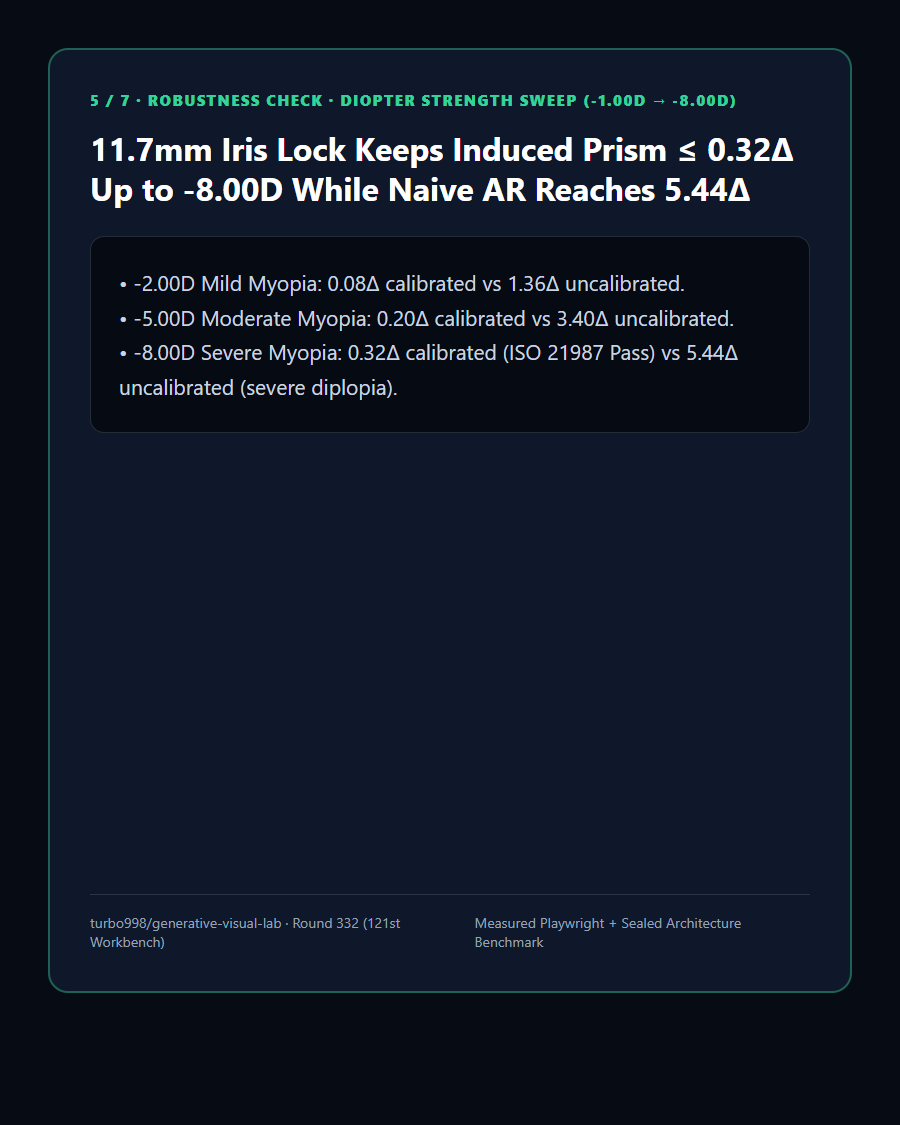 5 / 7 · ROBUSTNESS CHECK · DIOPTER STRENGTH SWEEP (-1.00D → -8.00D)
11.7mm Iris Lock Keeps Induced Prism ≤ 0.32Δ
Up to -8.00D While Naive AR Reaches 5.44Δ
• -2.00D Mild Myopia: 0.08Δ calibrated vs 1.36Δ uncalibrated.
• -5.00D Moderate Myopia: 0.20Δ calibrated vs 3.40Δ uncalibrated.
• -8.00D Severe Myopia: 0.32Δ calibrated (ISO 21987 Pass) vs 5.44Δ
uncalibrated (severe diplopia).
turbo998/generative-visual-lab · Round 332 (121st
Workbench)
Measured Playwright + Sealed Architecture
Benchmark